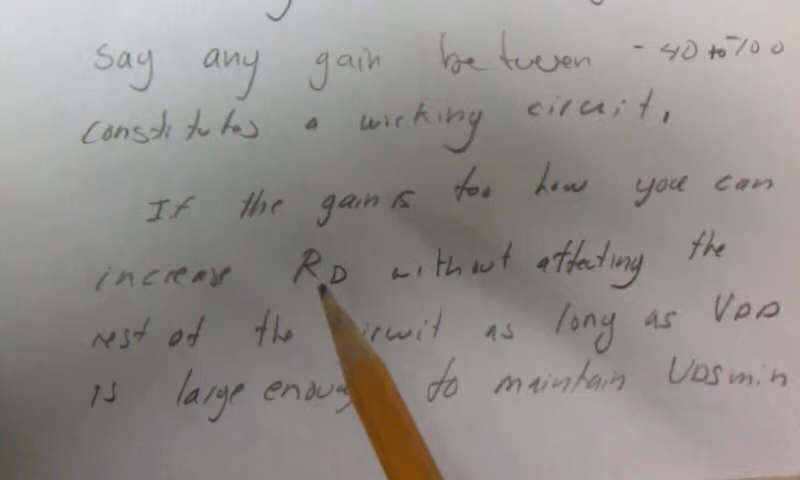 Say any gain between -40 to -100
constitutes a working circuit.
If the gain is too low you can
increase RD without affecting the
rest of the circuit as long as VDD
is large enough to maintain VDSmin